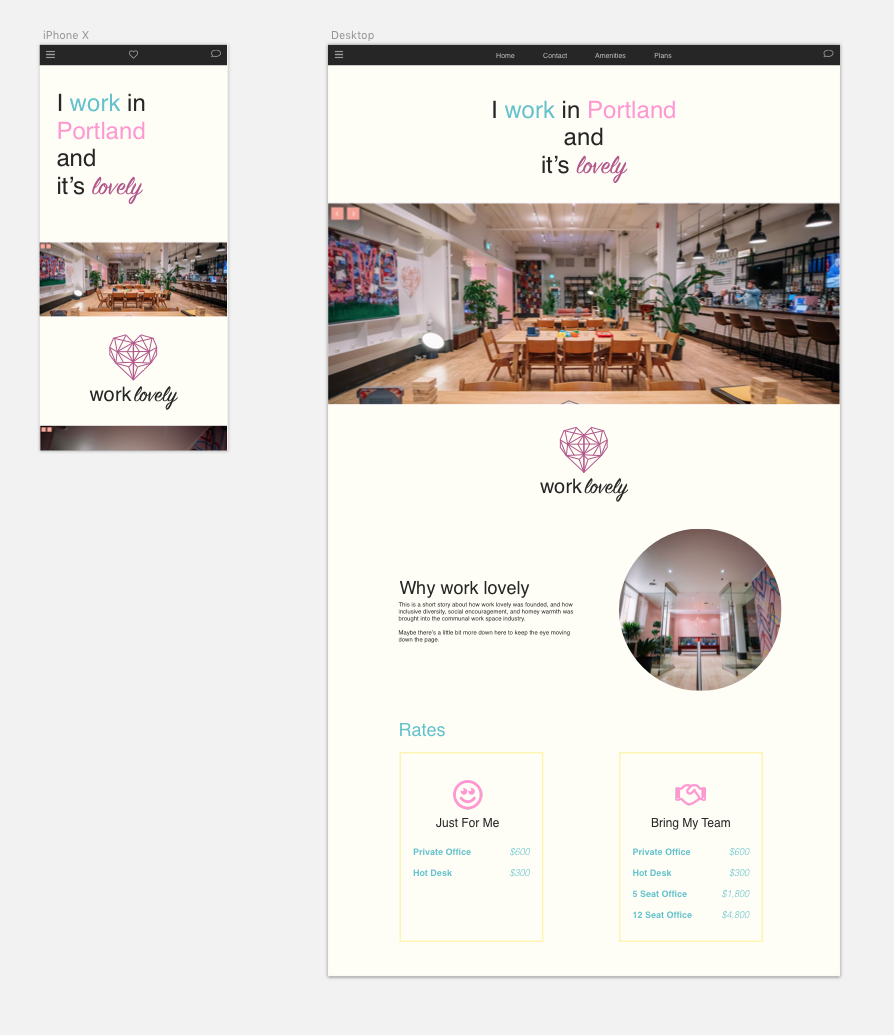 iPhone X
I work in
Portland
and
it's lovely
work lovely
Desktop
Home Contact Amenities Plans
I work in Portland
and
it's lovely
work lovely
Why work lovely
This is a short story about how work lovely was founded, and how
inclusive diversity, social encouragement, and homey warmth was
brought into the communal work space industry.
Maybe there's a little bit more down here to keep the eye moving
down the page.
Rates
Just For Me
Private Office $600
Hot Desk $300
Bring My Team
Private Office $600
Hot Desk $300
5 Seat Office $1,800
12 Seat Office $4,800